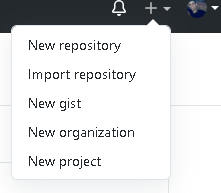 New repository
Import repository
New gist
New organization
New project